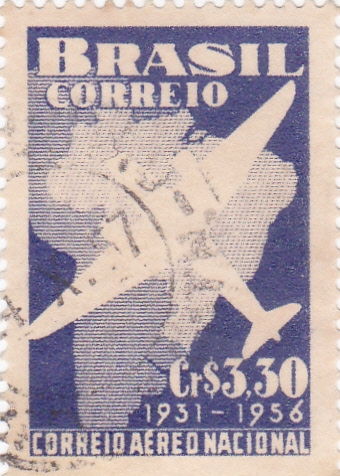 BRASIL
CORREIO
Cr$3,30
1931-1956
CORREIO AÉREO NACIONAL